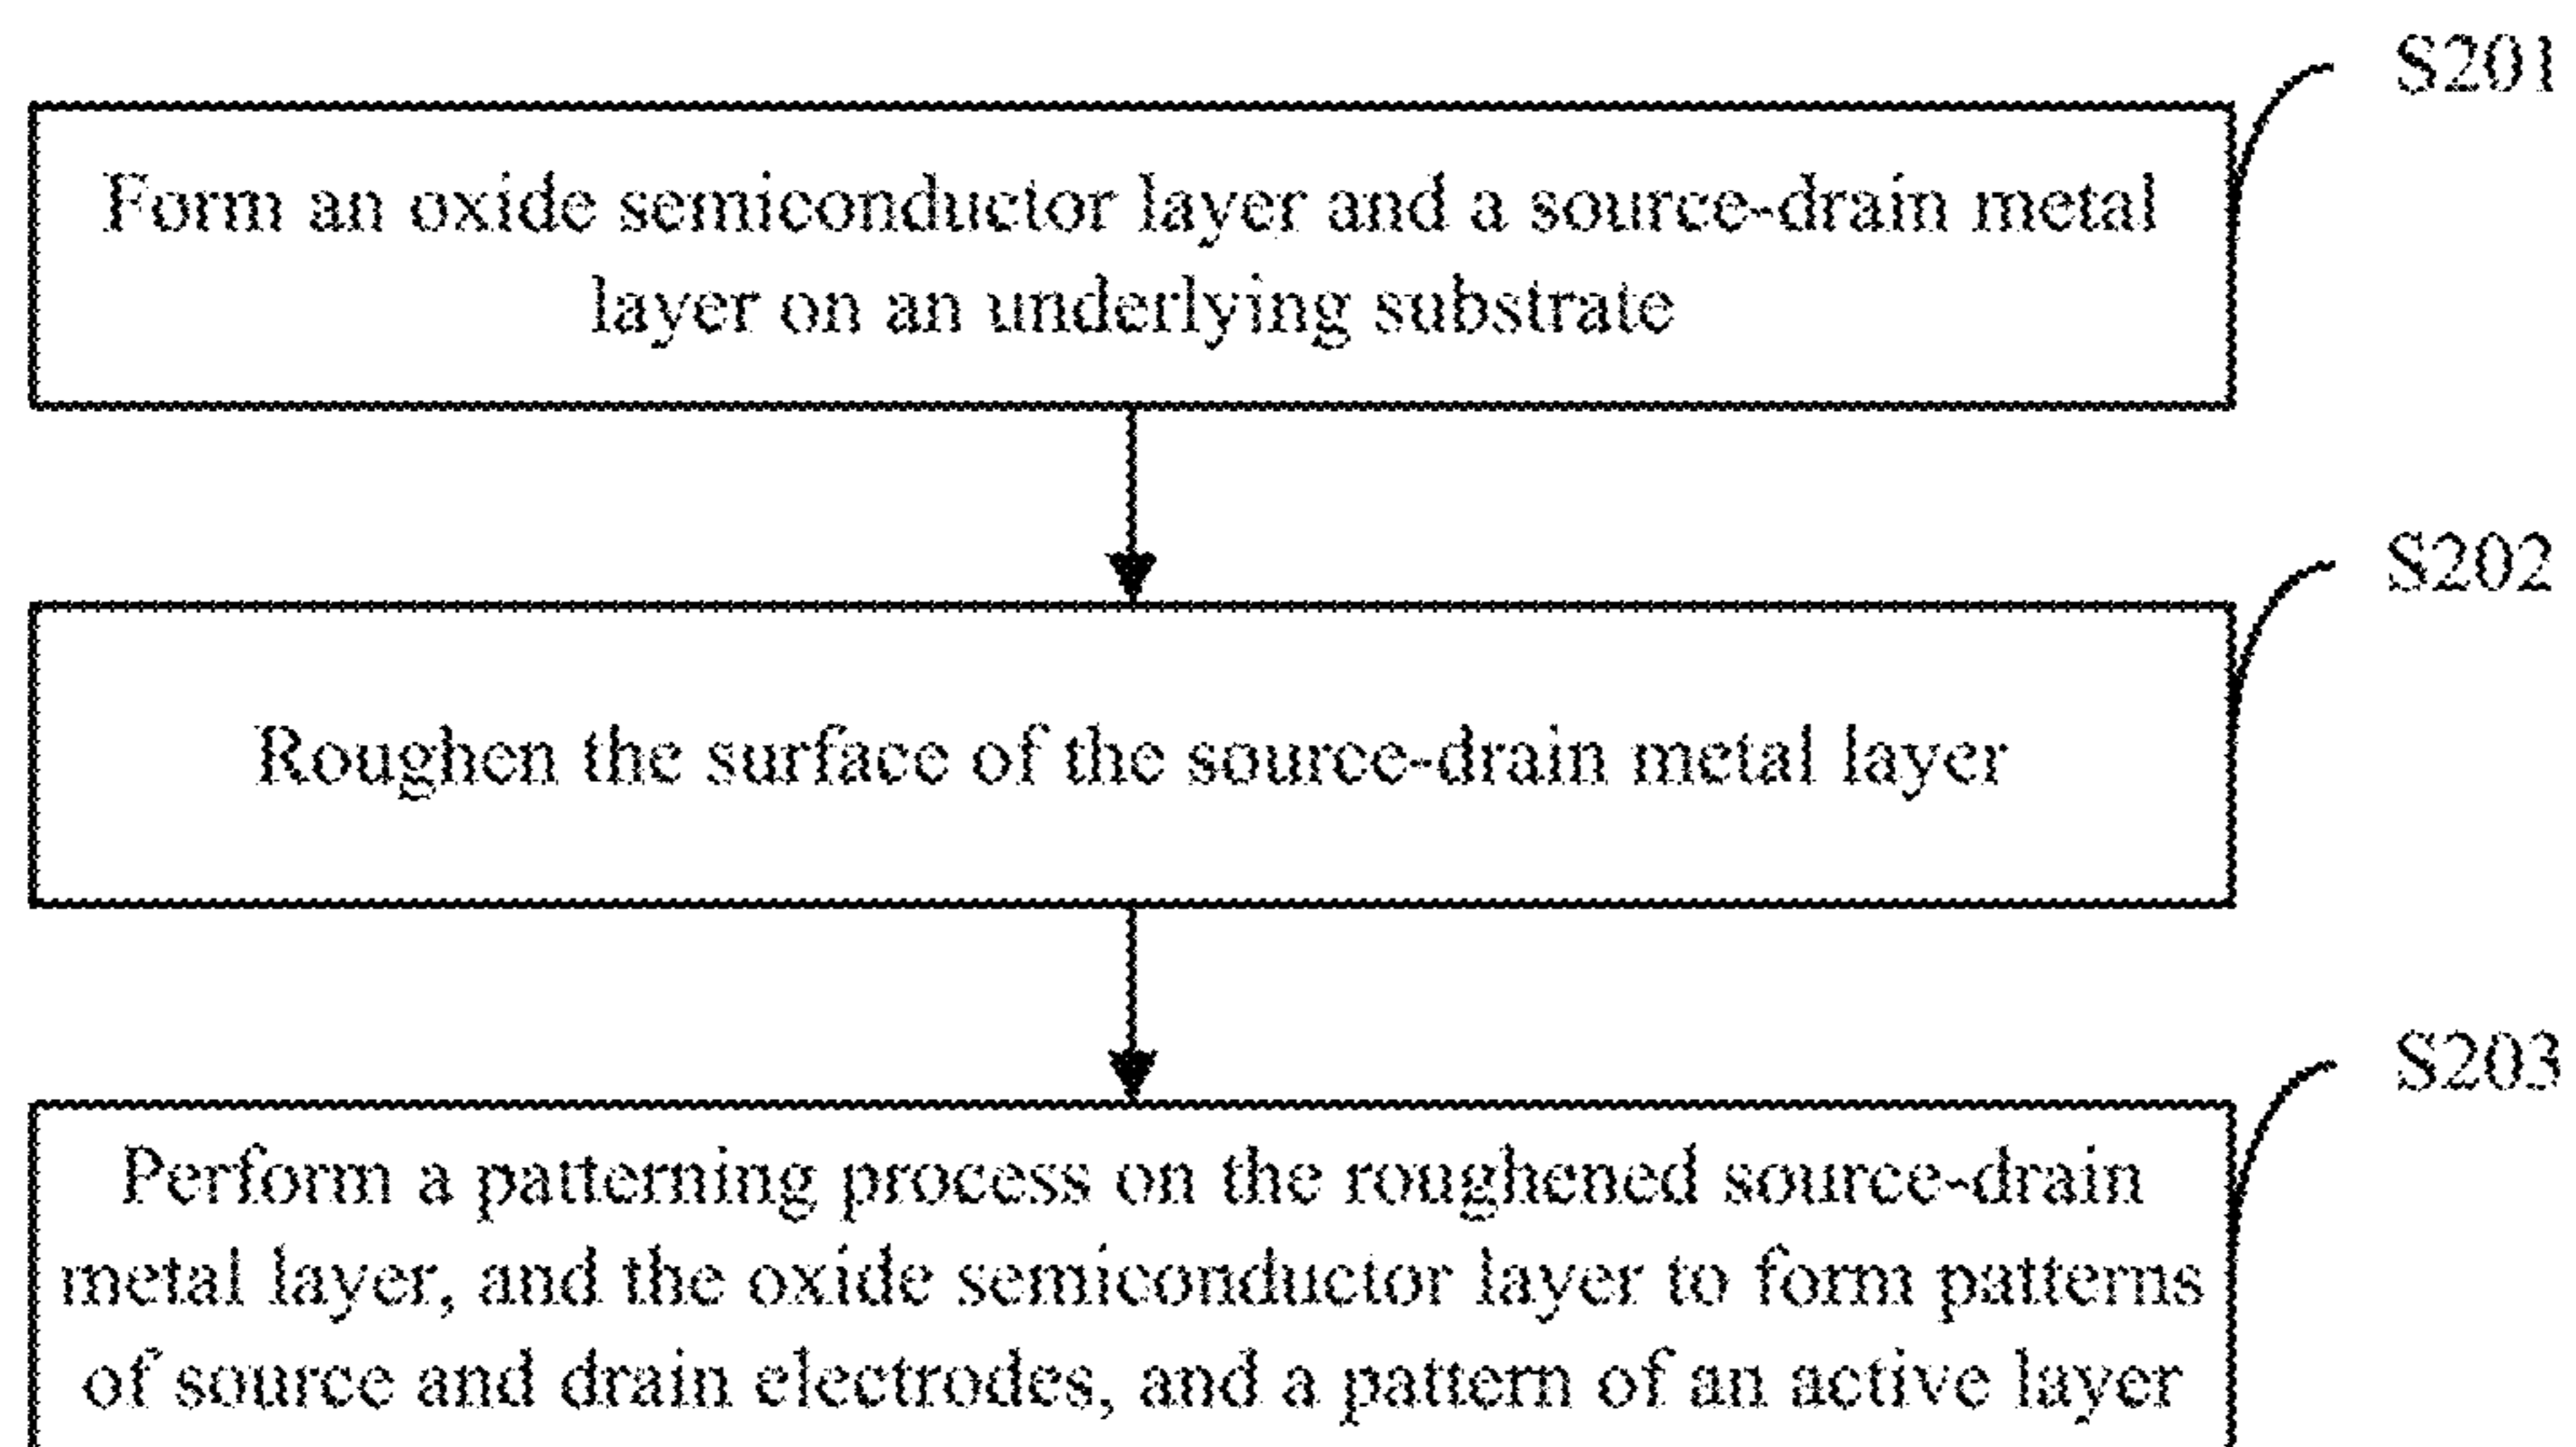 S201
Form an oxide semiconductor layer and a source-drain metal
layer on an underlying substrate
S202
Roughen the surface of the source-drain metal layer
S203
Perform a patterning process on the roughened source-drain
metal layer, and the oxide semiconductor layer to form patterns
of source and drain electrodes, and a pattern of an active layer